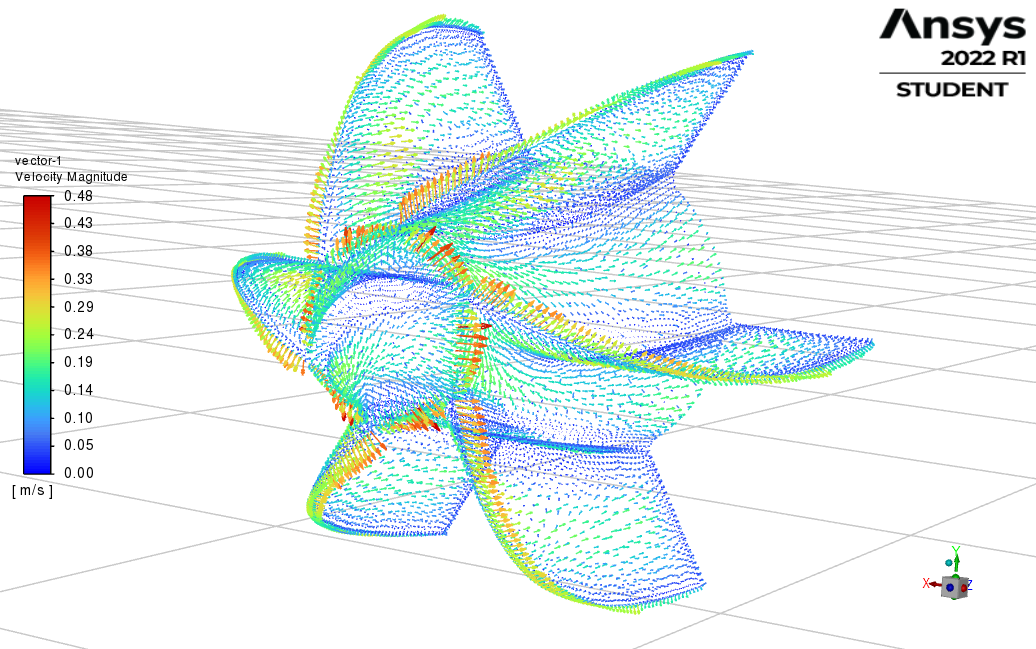 Ansys
2022 R1
STUDENT
vector-1
Velocity Magnitude
0.48
0.43
0.38
0.33
0.29
0.24
0.19
0.14
0.10
0.05
0.00
[ m/s ]
Y
X
Z